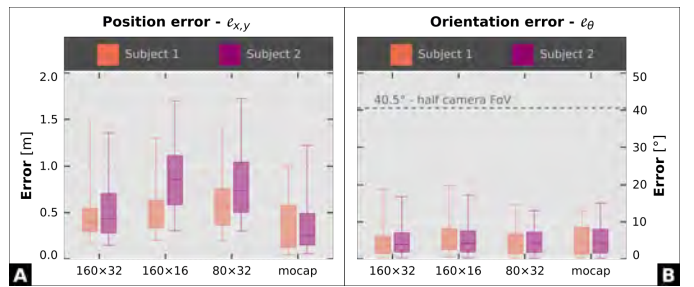 Position error - ℓx,y
Subject 1
Subject 2
2.0
1.5
1.0
0.5
0.0
Error [m]
160×32
160×16
80×32
mocap
A
Orientation error - ℓθ
Subject 1
Subject 2
40.5° - half camera FoV
50
40
30
20
10
0
Error [°]
160×32
160×16
80×32
mocap
B